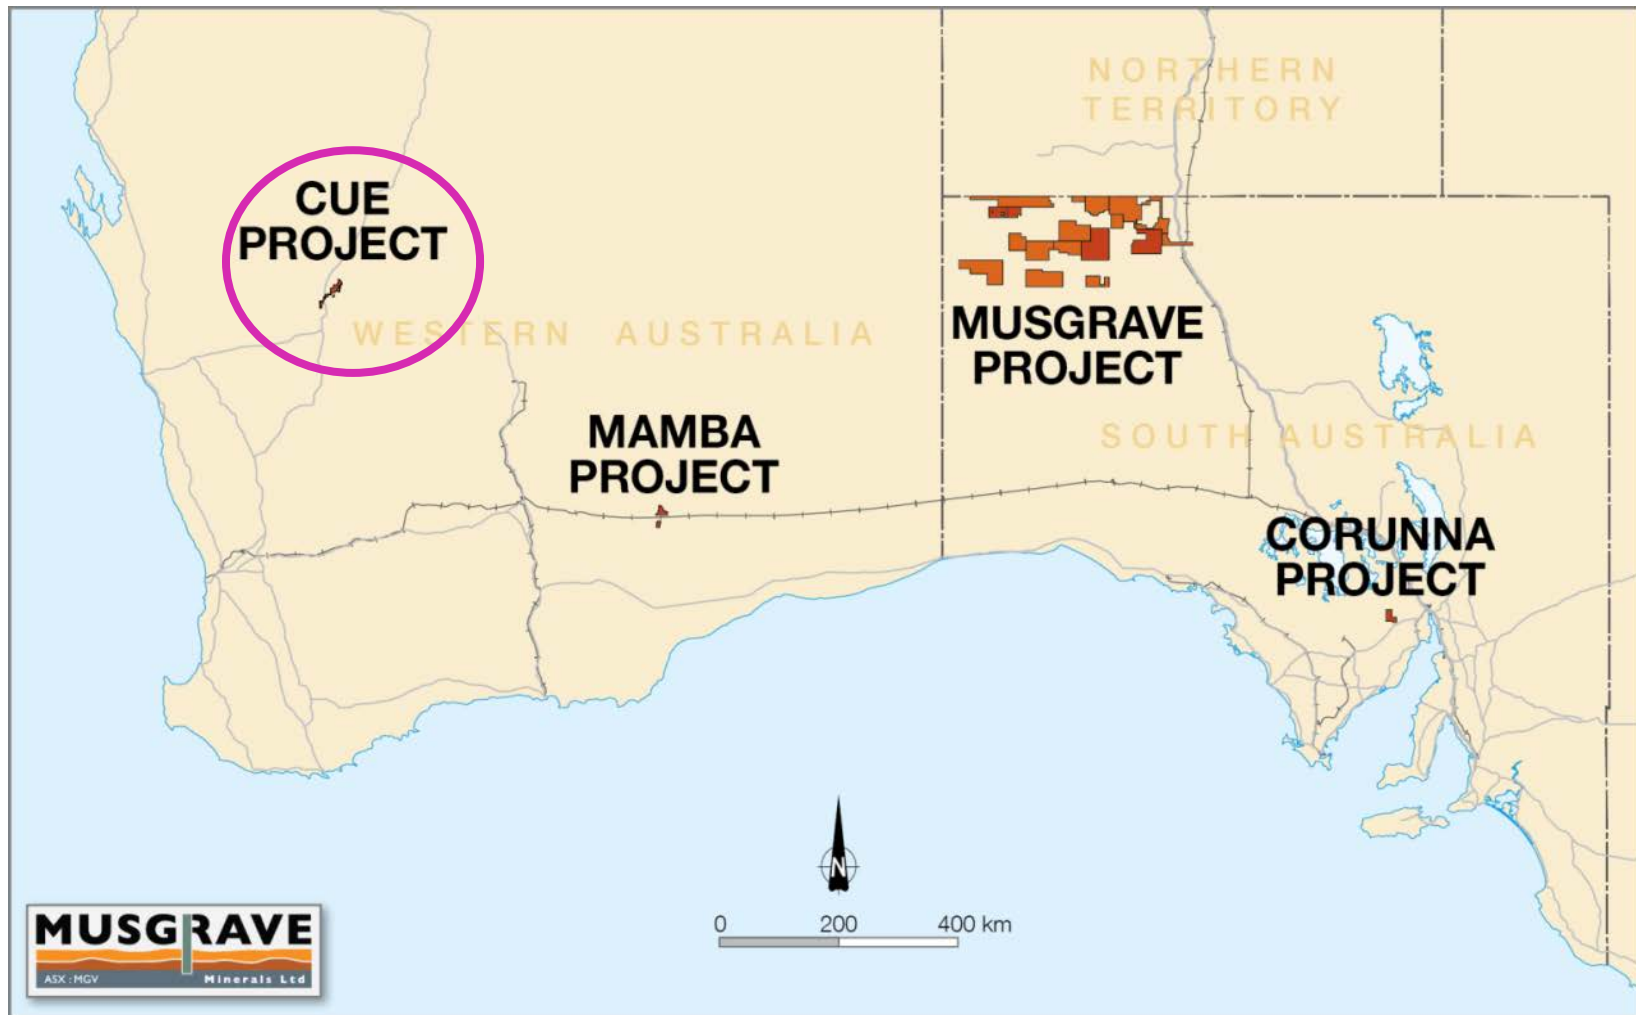 NORTHERN
TERRITORY
CUE
PROJECT
WESTERN AUSTRALIA
MUSGRAVE
PROJECT
MAMBA
PROJECT
SOUTH AUSTRALIA
CORUNNA
PROJECT
N
0 200 400 km
MUSGRAVE
ASX : MGV Minerals Ltd